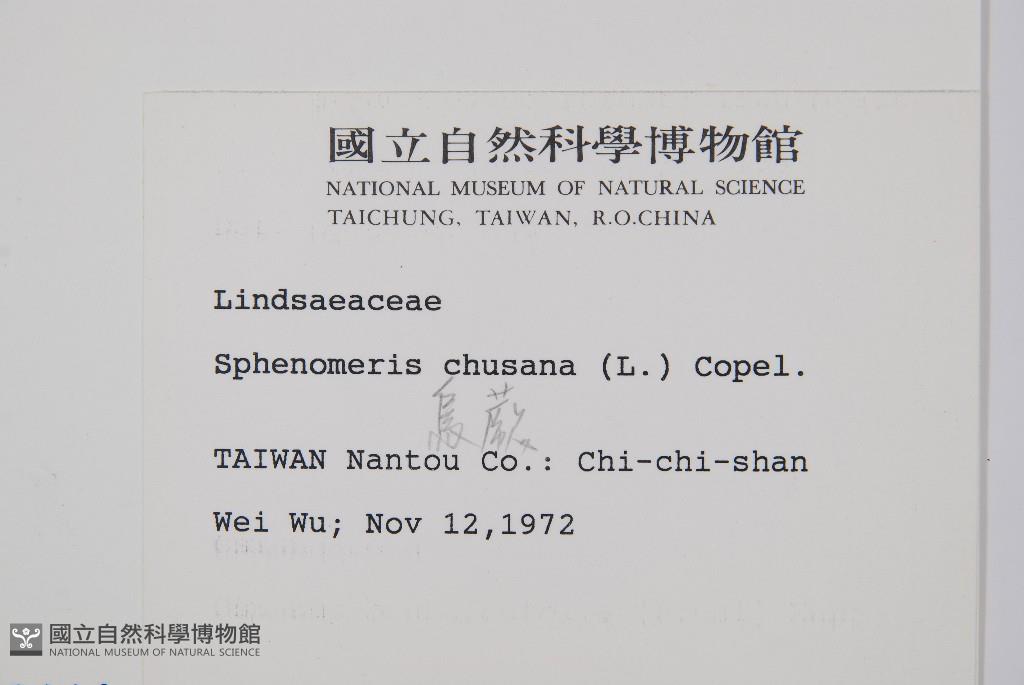 國立自然科學博物館
NATIONAL MUSEUM OF NATURAL SCIENCE
TAICHUNG, TAIWAN, R.O.CHINA
Lindsaeaceae
Sphenomeris chusana (L.) Copel.
烏蕨
TAIWAN Nantou Co.: Chi-chi-shan
Wei Wu; Nov 12,1972
國立自然科學博物館
NATIONAL MUSEUM OF NATURAL SCIENCE